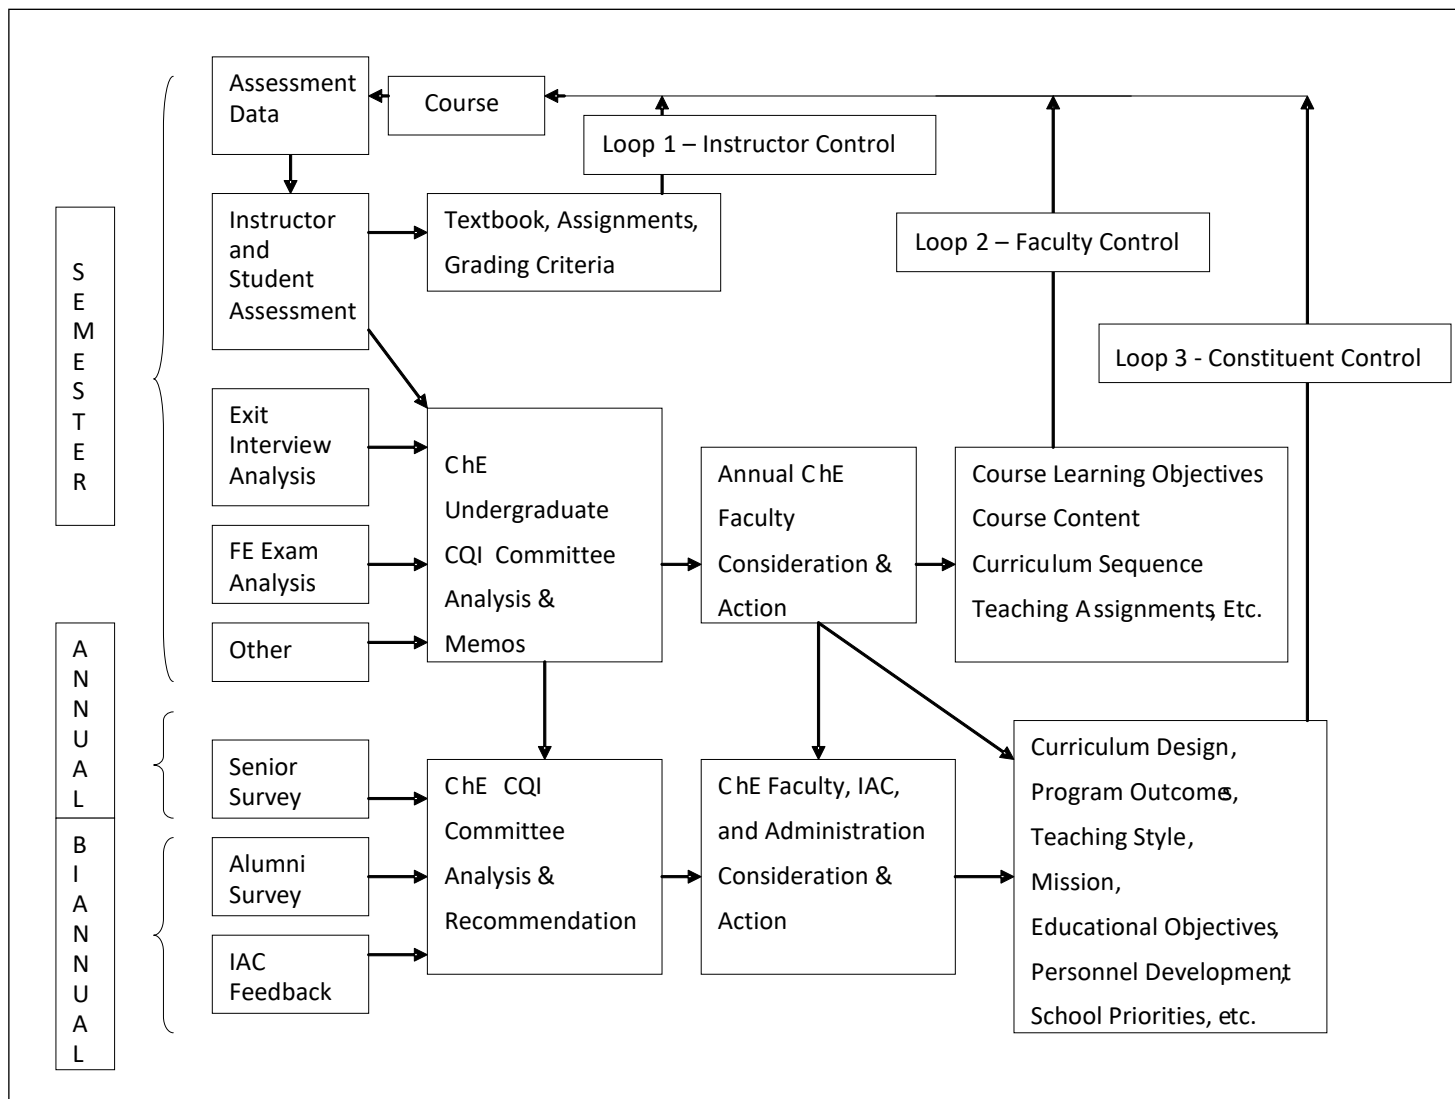 Assessment
Data
Course
Loop 1 – Instructor Control
Instructor
and
Student
Assessment
Textbook, Assignments,
Grading Criteria
Loop 2 – Faculty Control
Loop 3 - Constituent Control
SEMESTER
Exit
Interview
Analysis
FE Exam
Analysis
Other
ChE
Undergraduate
CQI Committee
Analysis &
Memos
Annual ChE
Faculty
Consideration &
Action
Course Learning Objectives
Course Content
Curriculum Sequence
Teaching Assignments, Etc.
ANNUAL
Senior
Survey
BIANNUAL
Alumni
Survey
IAC
Feedback
ChE CQI
Committee
Analysis &
Recommendation
ChE Faculty, IAC,
and Administration
Consideration &
Action
Curriculum Design,
Program Outcomes,
Teaching Style,
Mission,
Educational Objectives,
Personnel Development,
School Priorities, etc.